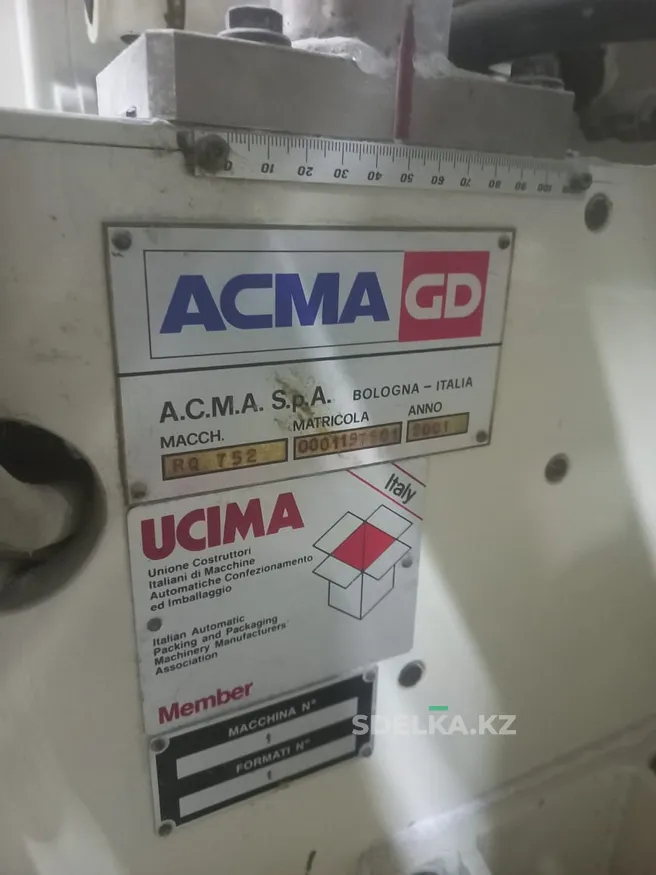 0 10 20 30 40 50 60 70 80 90 100
ACMA GD
A.C.M.A. S.p.A. BOLOGNA – ITALIA
MACCH. MATRICOLA ANNO
RQ 752
Italy
UCIMA
Unione Costruttori
Italiani di Macchine
Automatiche Confezionamento
ed Imballaggio
Italian Automatic
Packing and Packaging
Machinery Manufacturers'
Association
Member
MACCHINA N°
1
FORMATI N°
1
SDELKA.KZ